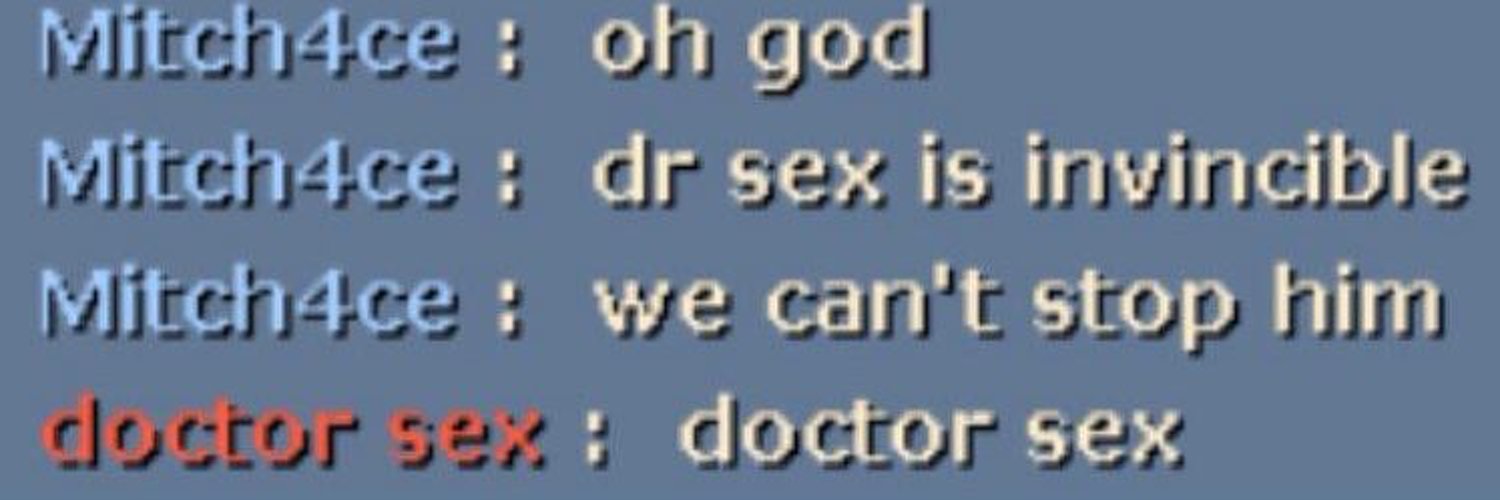 Mitch4ce : oh god
Mitch4ce : dr sex is invincible
Mitch4ce : we can't stop him
doctor sex : doctor sex